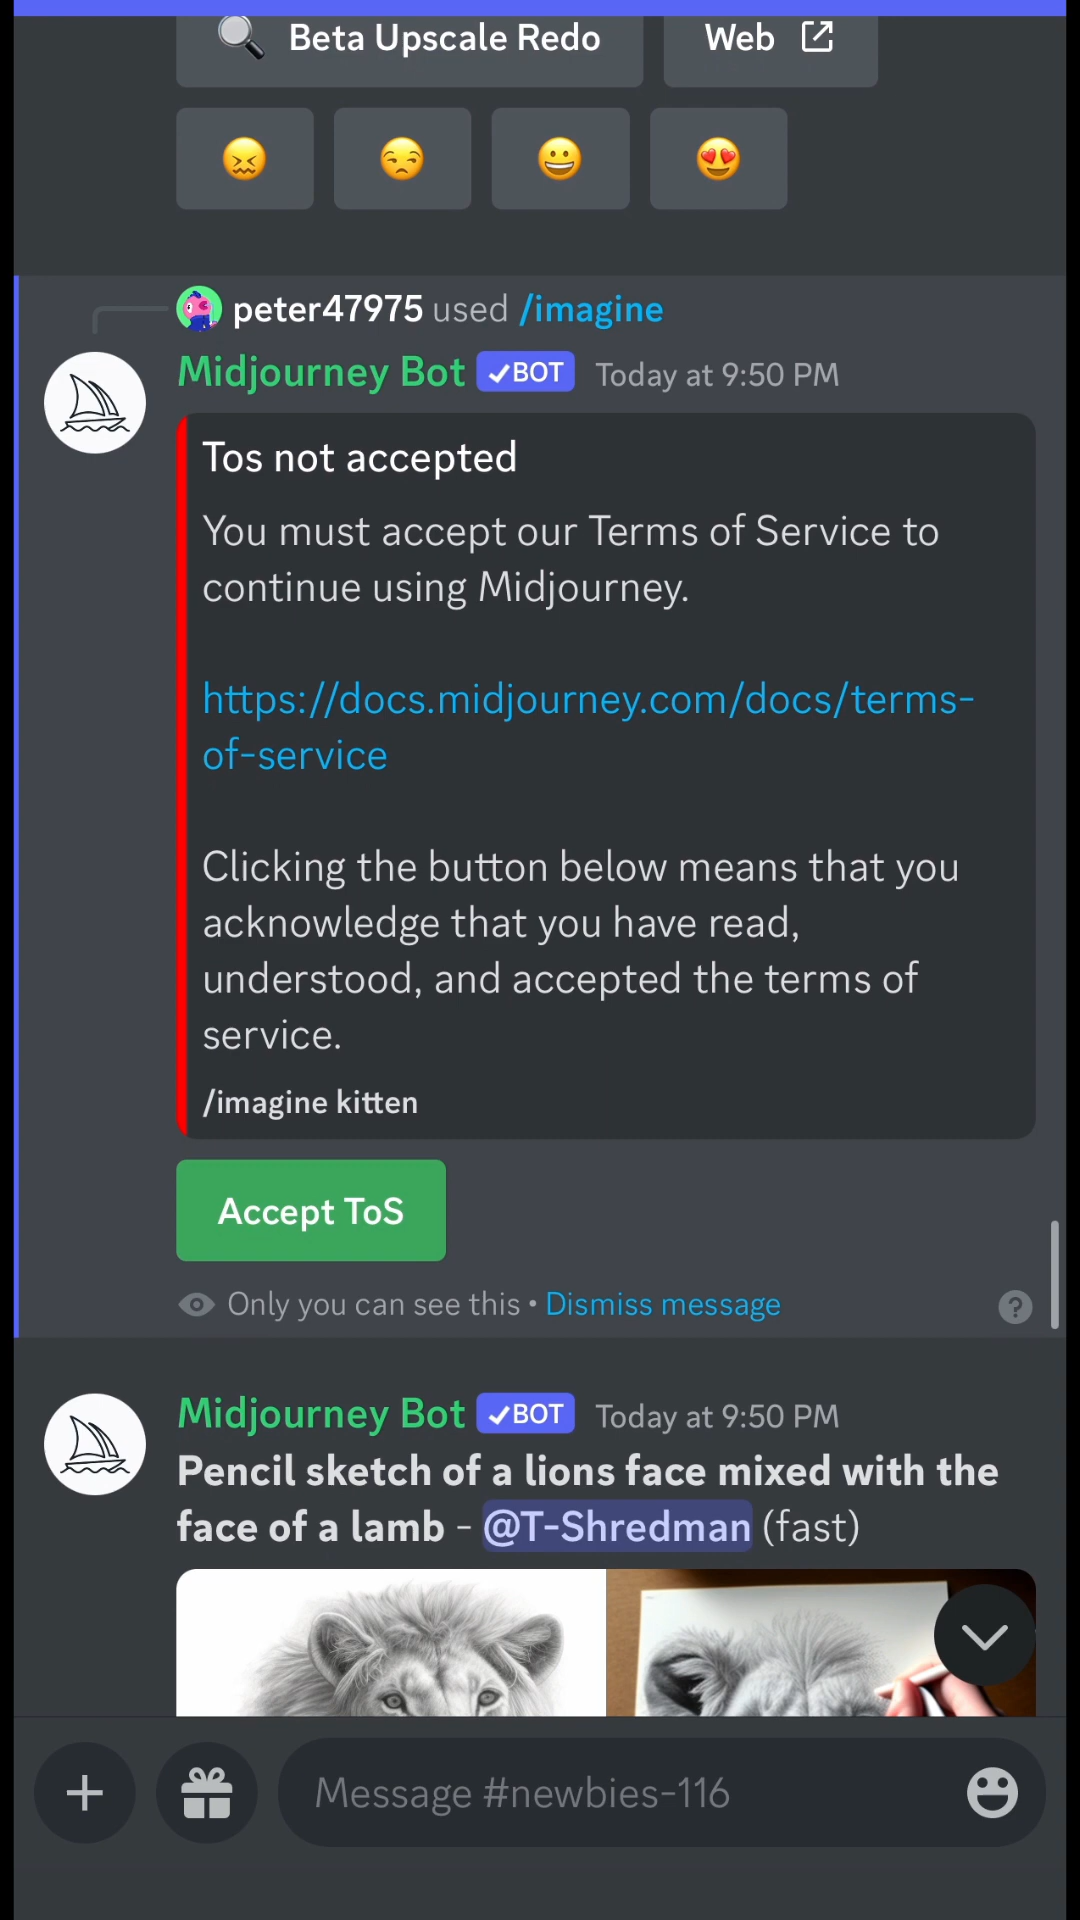 Beta Upscale Redo
Web
peter47975 used /imagine
Midjourney Bot ✓BOT Today at 9:50 PM
Tos not accepted
You must accept our Terms of Service to
continue using Midjourney.
https://docs.midjourney.com/docs/terms-
of-service
Clicking the button below means that you
acknowledge that you have read,
understood, and accepted the terms of
service.
/imagine kitten
Accept ToS
Only you can see this • Dismiss message
Midjourney Bot ✓BOT Today at 9:50 PM
Pencil sketch of a lions face mixed with the
face of a lamb - @T-Shredman (fast)
Message #newbies-116